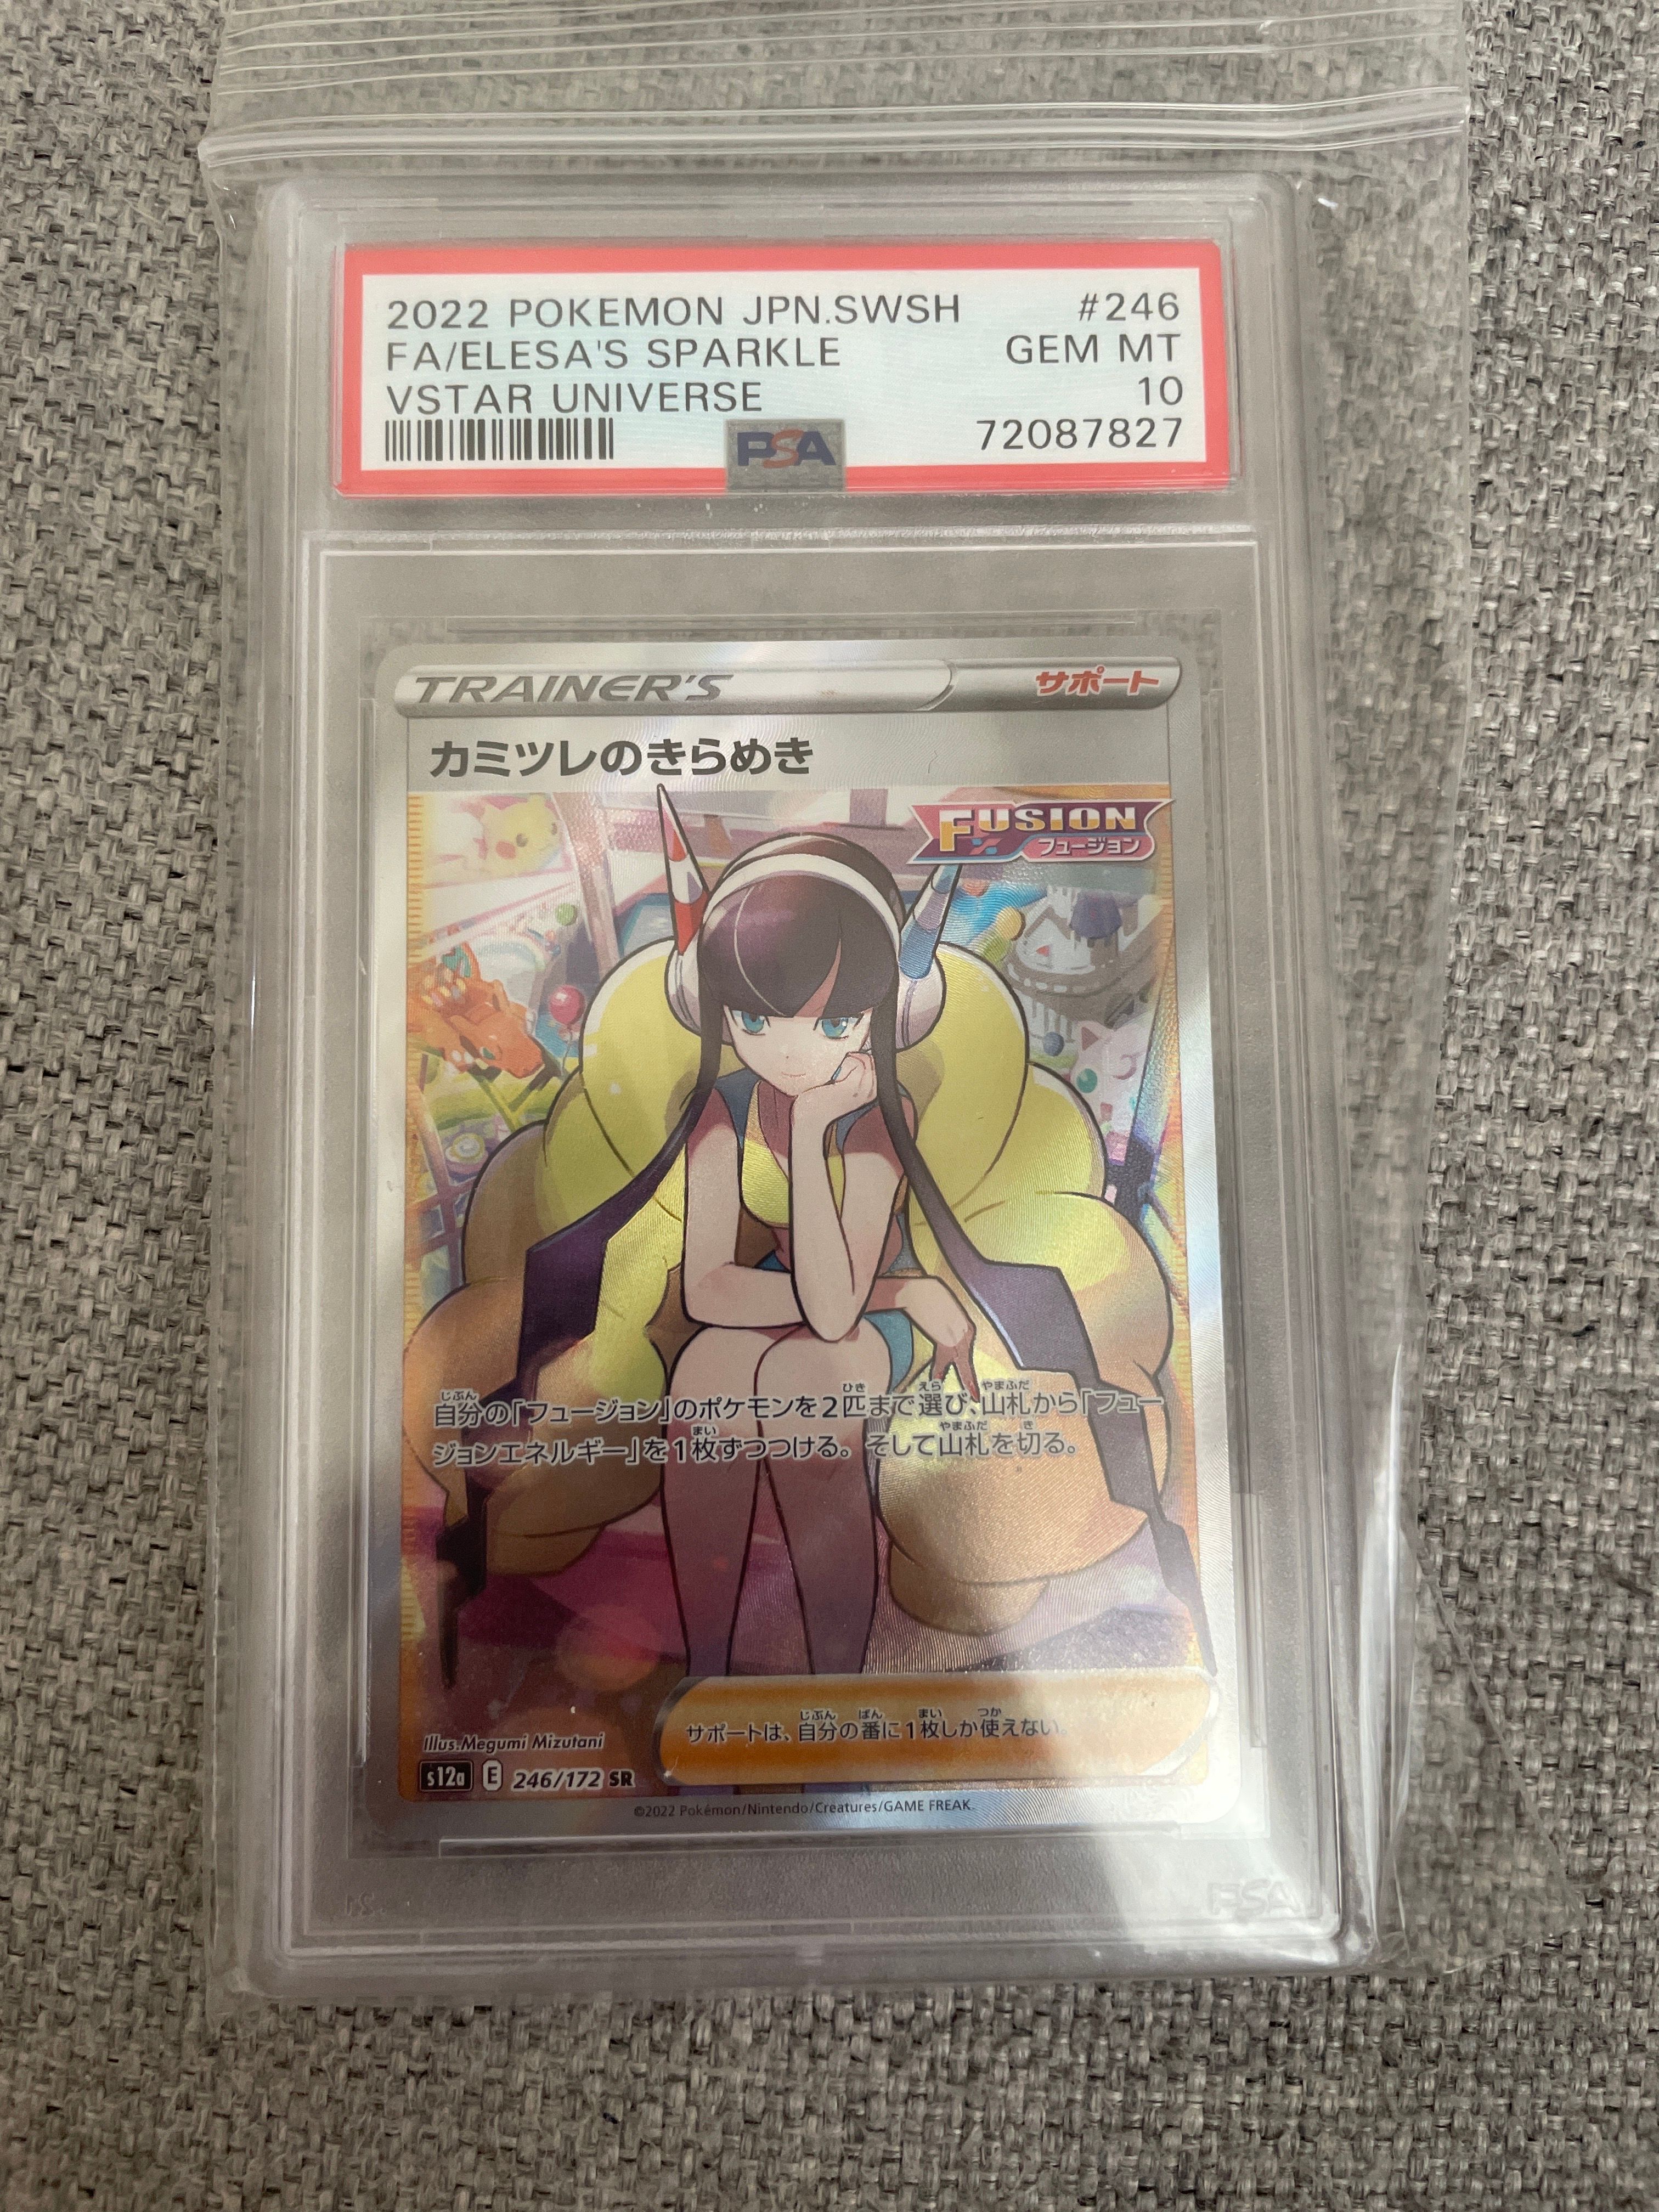 2022 POKEMON JPN.SWSH #246
FA/ELESA'S SPARKLE GEM MT
VSTAR UNIVERSE 10
PSA 72087827
TRAINER'S サポート
カミツレのきらめき
FUSION
フュージョン
自分の「フュージョン」のポケモンを2匹まで選び、山札から「フュー
ジョンエネルギー」を1枚ずつつける。そして山札を切る。
サポートは、自分の番に1枚しか使えない。
Illus.Megumi Mizutani
s12a E 246/172 SR
©2022 Pokémon/Nintendo/Creatures/GAME FREAK.
PSA